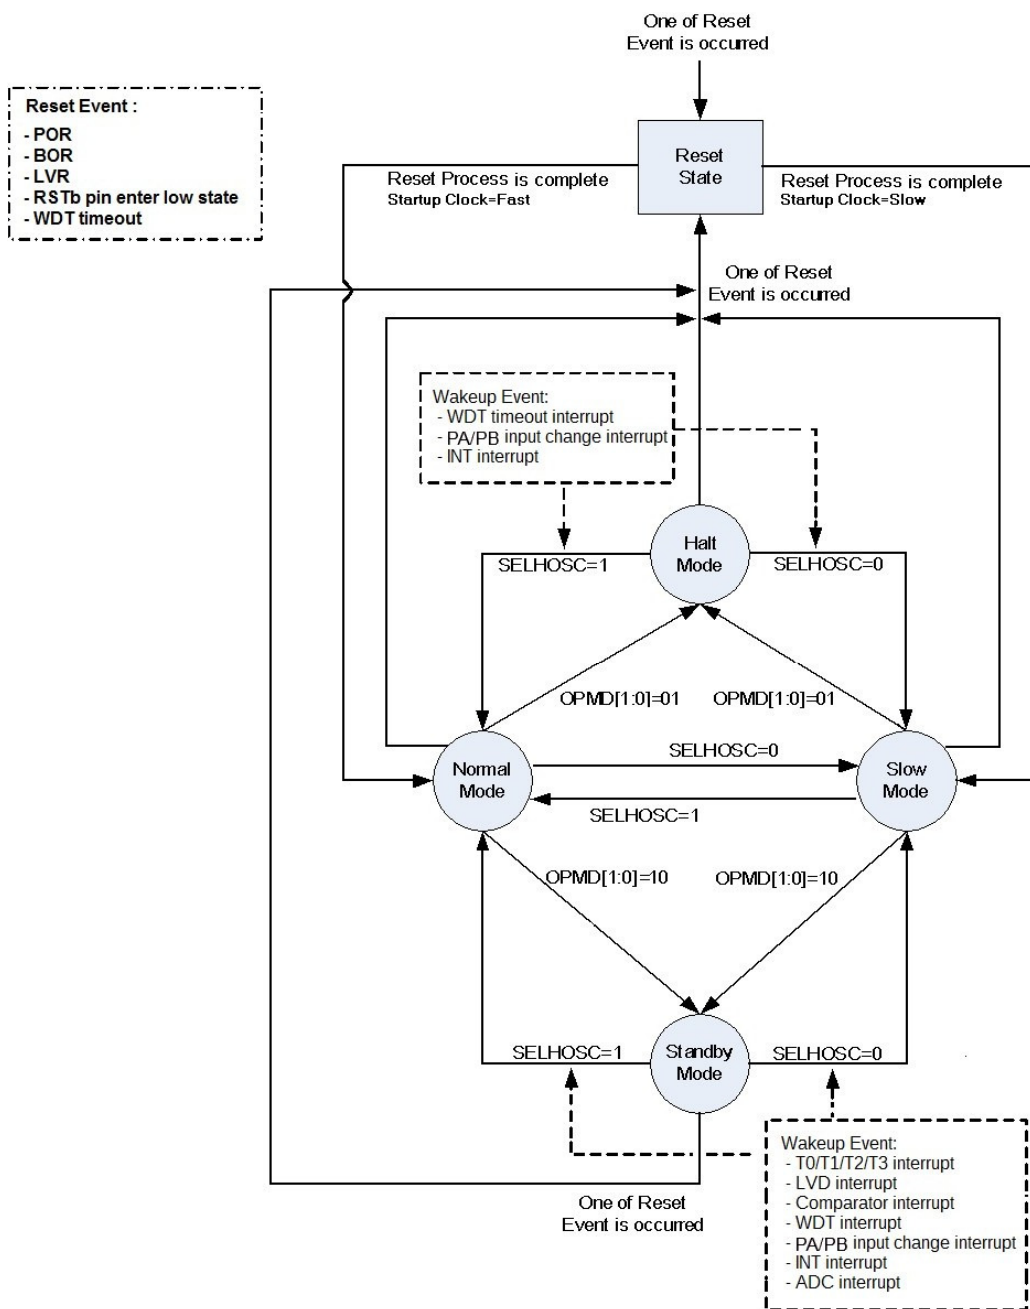 One of Reset
Event is occurred
Reset Event :
- POR
- BOR
- LVR
- RSTb pin enter low state
- WDT timeout
Reset
State
Reset Process is complete
Startup Clock=Fast
Reset Process is complete
Startup Clock=Slow
One of Reset
Event is occurred
Wakeup Event:
- WDT timeout interrupt
- PA/PB input change interrupt
- INT interrupt
Halt
Mode
SELHOSC=1
SELHOSC=0
OPMD[1:0]=01
OPMD[1:0]=01
Normal
Mode
SELHOSC=0
Slow
Mode
SELHOSC=1
OPMD[1:0]=10
OPMD[1:0]=10
Standby
Mode
SELHOSC=1
SELHOSC=0
One of Reset
Event is occurred
Wakeup Event:
- T0/T1/T2/T3 interrupt
- LVD interrupt
- Comparator interrupt
- WDT interrupt
- PA/PB input change interrupt
- INT interrupt
- ADC interrupt